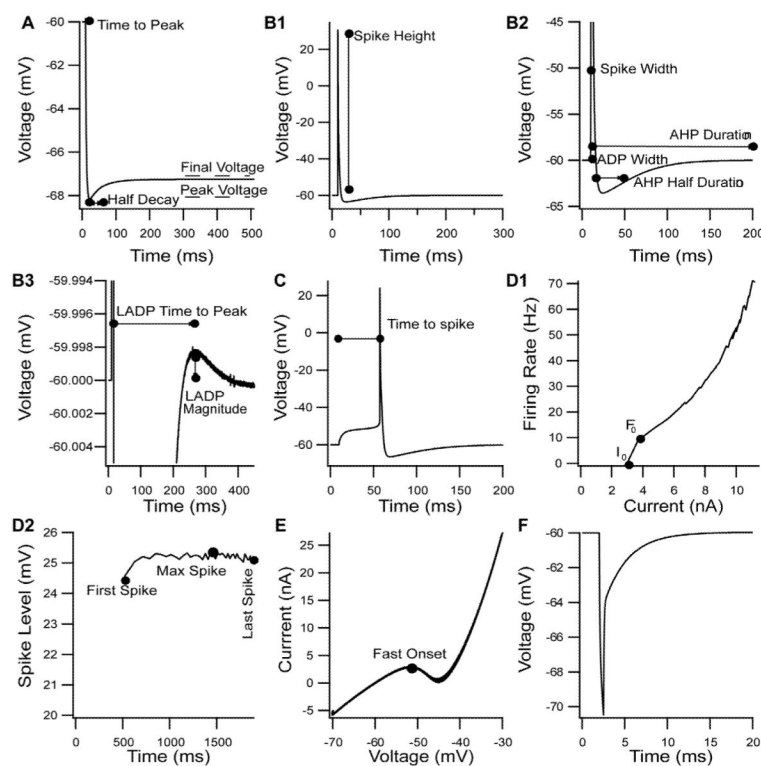 A
-60
-62
-64
-66
-68
Voltage (mV)
Time to Peak
Final Voltage
Peak Voltage
Half Decay
0 100 200 300 400 500
Time (ms)
B1
20
0
-20
-40
-60
Voltage (mV)
Spike Height
0 100 200 300
Time (ms)
B2
-50
-55
-60
-65
Voltage (mV)
Spike Width
AHP Duration
ADP Width
AHP Half Duration
0 50 100 150 200
Time (ms)
B3
-59.994
-59.996
-59.998
-60.000
-60.002
60.004
Voltage (mV)
LADP Time to Peak
LADP
Magnitude
0 100 200 300 400
Time (ms)
C
20
0
-20
-40
-60
Voltage (mV)
Time to spike
0 50 100 150 200
Time (ms)
D1
70
60
50
40
30
20
10
0
Firing Rate (Hz)
F0
I0
0 2 4 6 8 10
Current (nA)
D2
26
25
24
23
22
21
20
Spike Level (mV)
First Spike
Max Spike
Last Spike
0 500 1000 1500
Time (ms)
E
25
20
15
10
5
0
-5
Currrent (nA)
Fast Onset
-70 -60 -50 -40 -30
Voltage (mV)
F
-60
-62
-64
-66
-68
-70
Voltage (mV)
0 5 10 15 20
Time (ms)